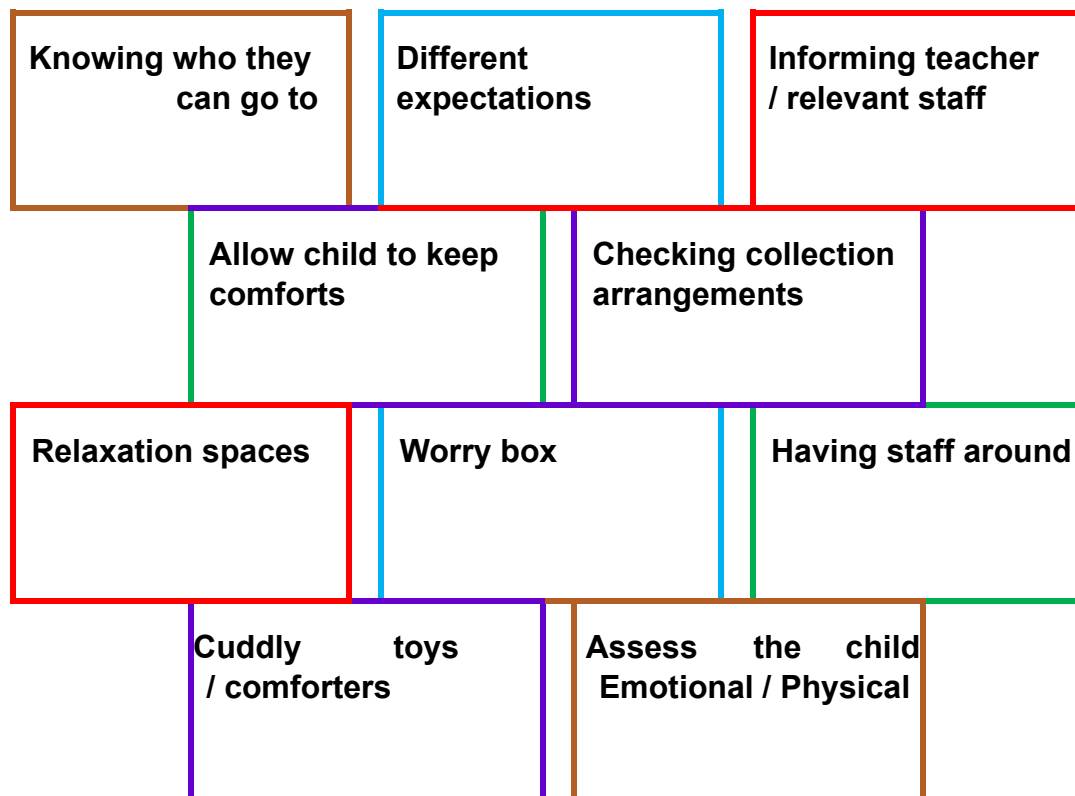 Knowing who they
can go to
Different
expectations
Informing teacher
/ relevant staff
Allow child to keep
comforts
Checking collection
arrangements
Relaxation spaces
Worry box
Having staff around
Cuddly toys
/ comforters
Assess the child
Emotional / Physical